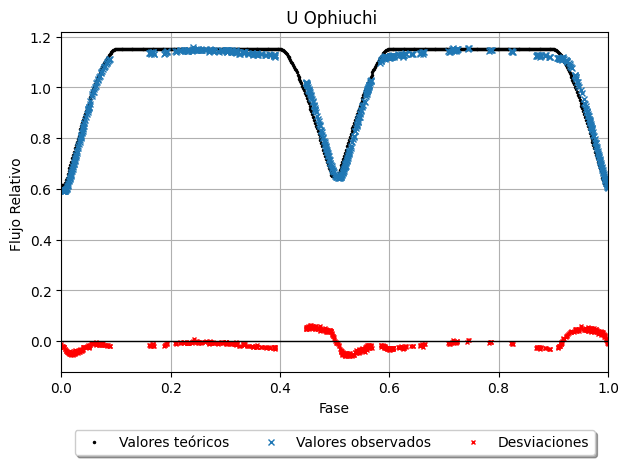 U Ophiuchi
1.2
1.0
0.8
0.6
0.4
0.2
0.0
Flujo Relativo
0.0 0.2 0.4 0.6 0.8 1.0
Fase
Valores teóricos Valores observados Desviaciones